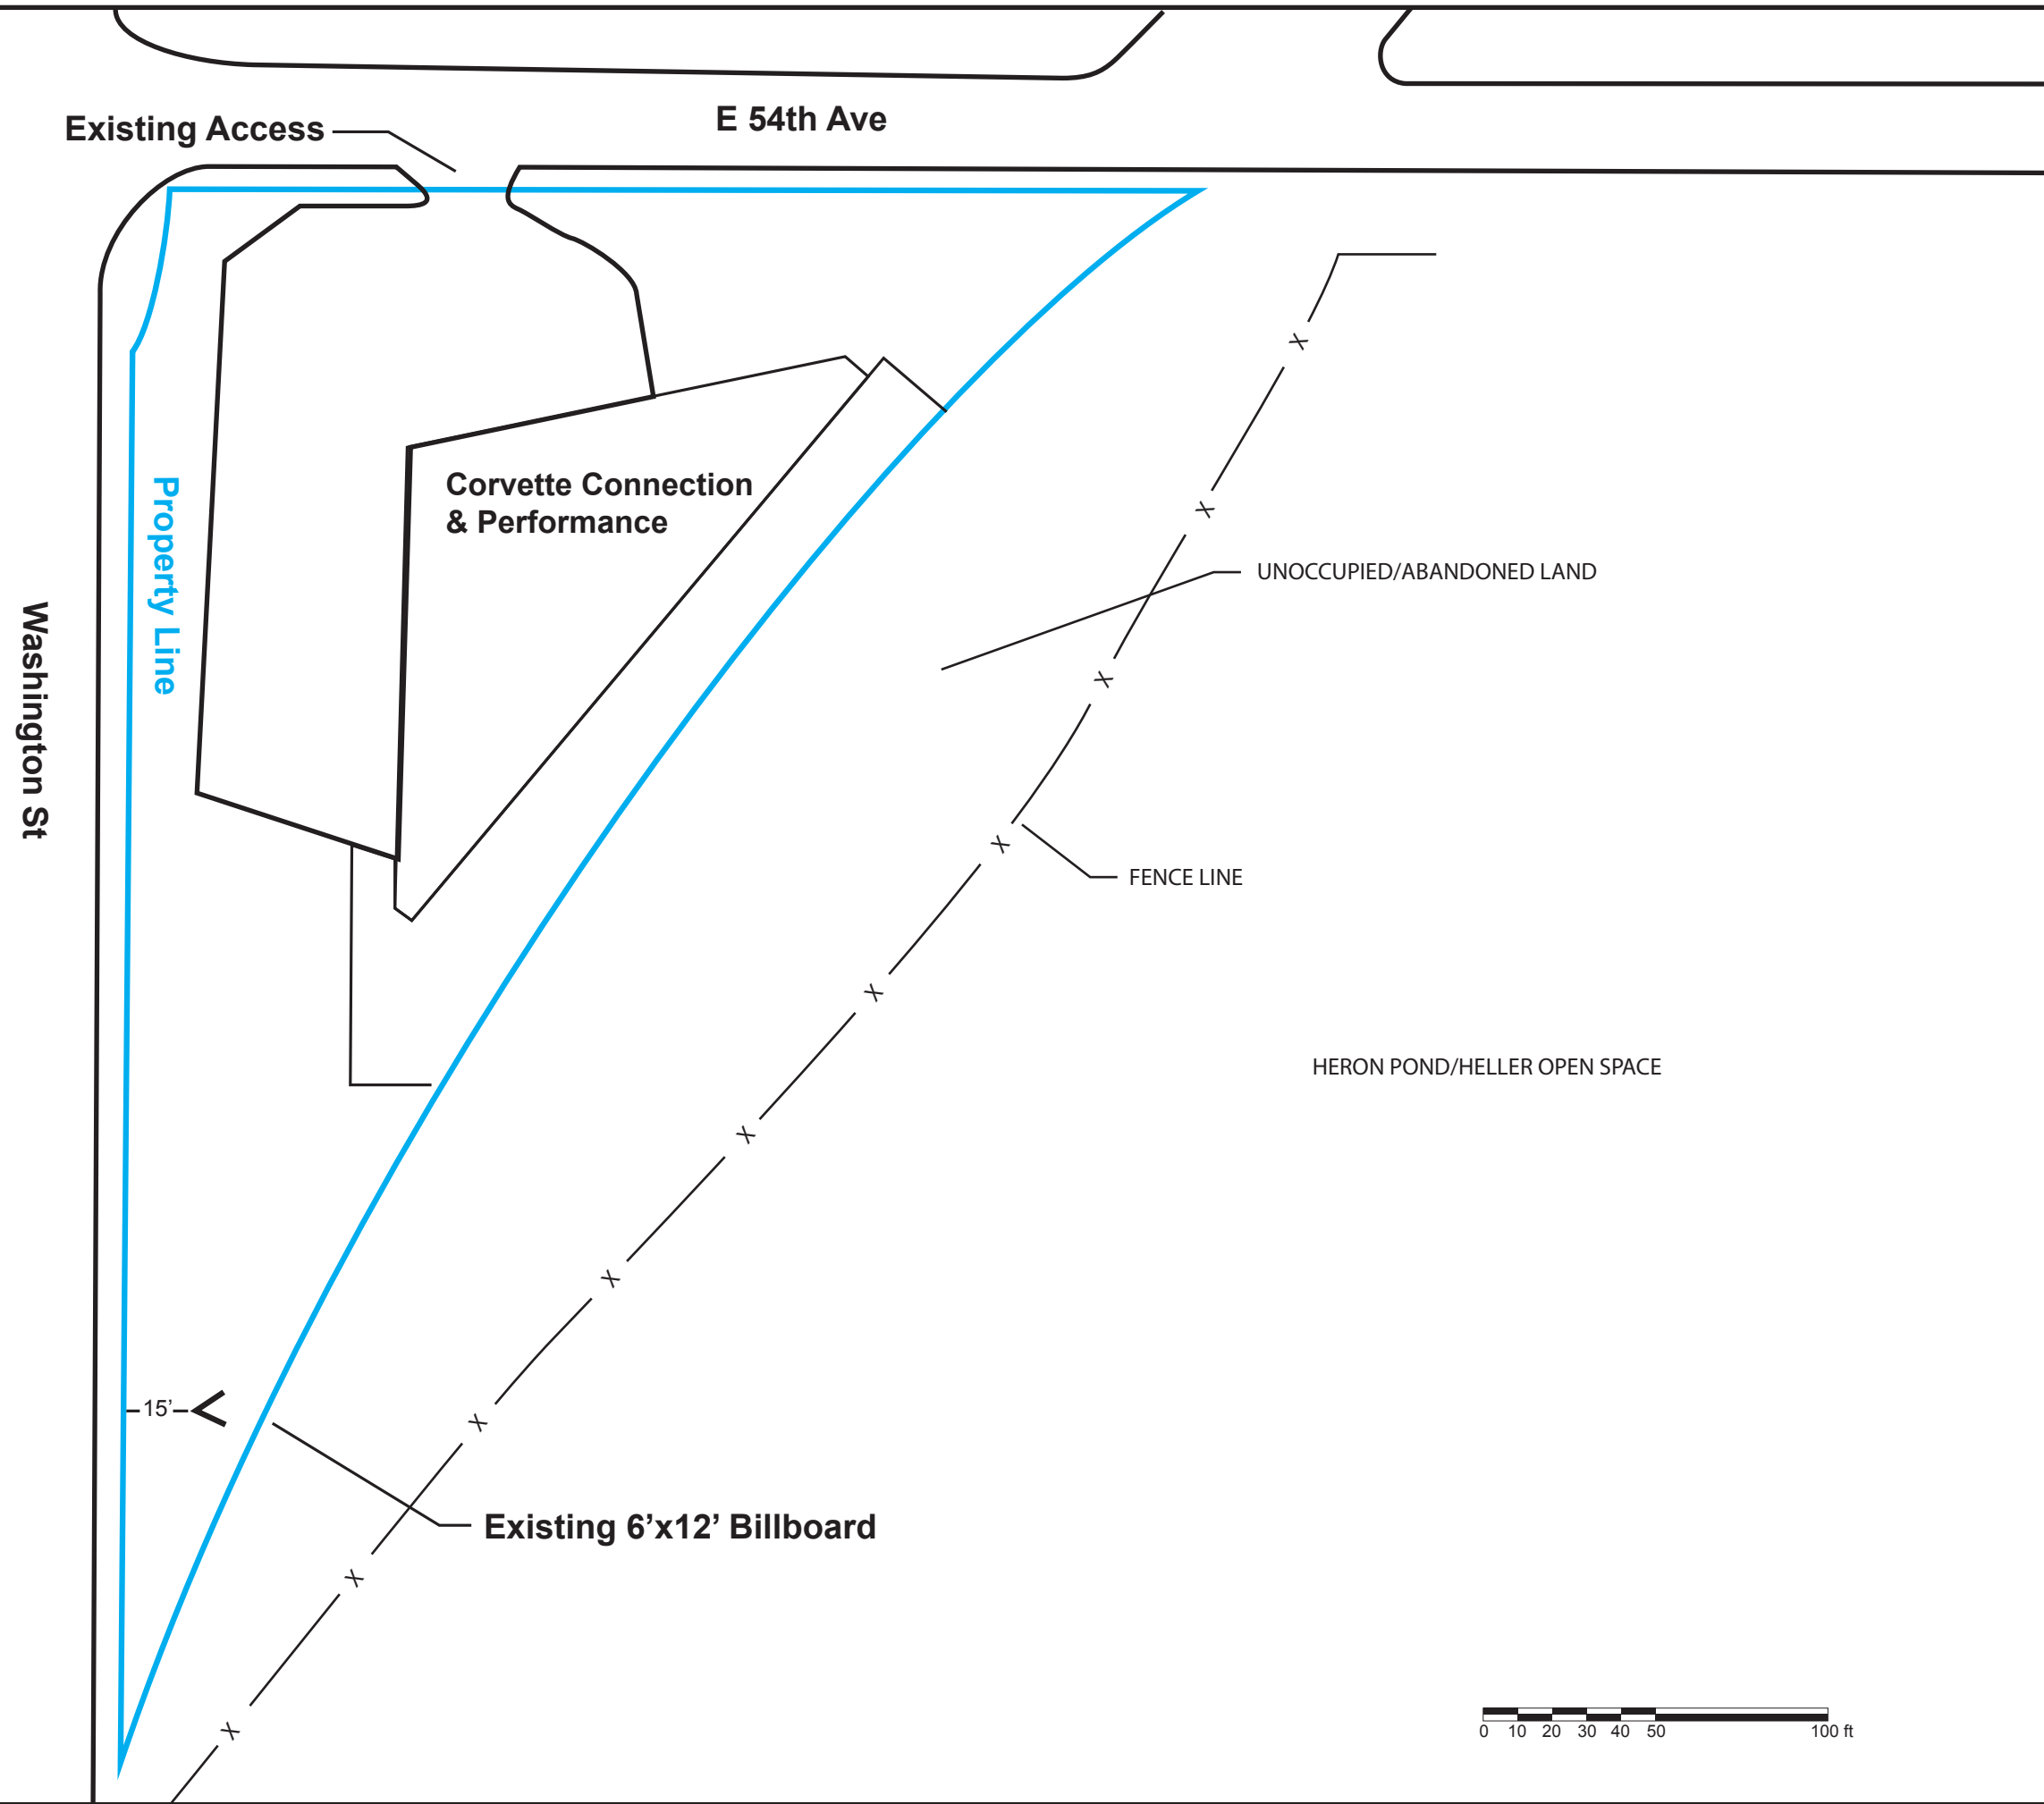 E 54th Ave
Existing Access
Corvette Connection
& Performance
Property Line
Washington St
UNOCCUPIED/ABANDONED LAND
X
X
X
X
FENCE LINE
X
HERON POND/HELLER OPEN SPACE
X
X
15’
X
Existing 6’x12’ Billboard
X
X
0 10 20 30 40 50 100 ft